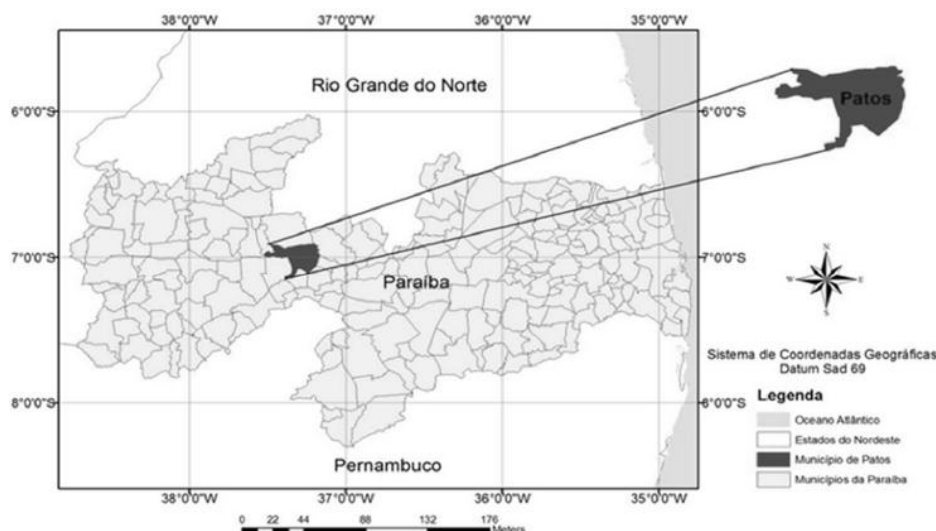 38°0'0"W 37°0'0"W 36°0'0"W 35°0'0"W
Rio Grande do Norte
6°0'0"S
6°0'0"S
Patos
7°0'0"S
7°0'0"S
Paraíba
N
W
E
S
Sistema de Coordenadas Geográficas
Datum Sad 69
8°0'0"S
8°0'0"S
Pernambuco
Legenda
Oceano Atlântico
Estados do Nordeste
Município de Patos
Municípios da Paraíba
38°0'0"W 37°0'0"W 36°0'0"W 35°0'0"W
0 22 44 88 132 176
Meters